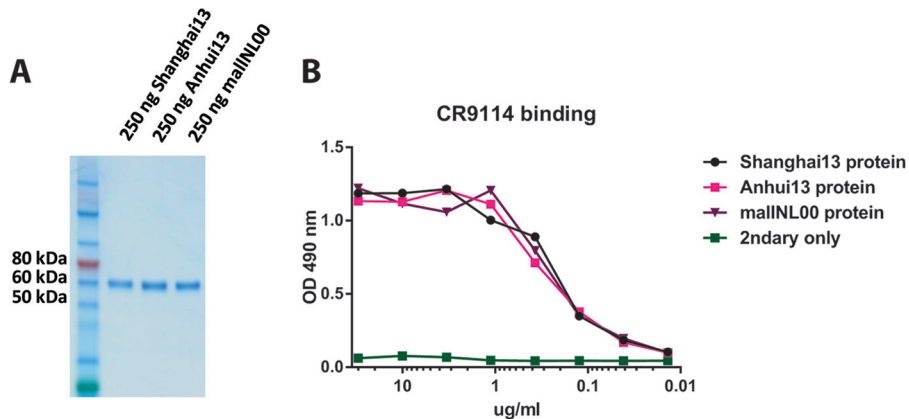 A
250 ng Shanghai13
250 ng Anhui13
250 ng mallNL00
80 kDa
60 kDa
50 kDa
B
CR9114 binding
1.5
1.0
0.5
0.0
OD 490 nm
10
1
0.1
0.01
ug/ml
Shanghai13 protein
Anhui13 protein
mallNL00 protein
2ndary only